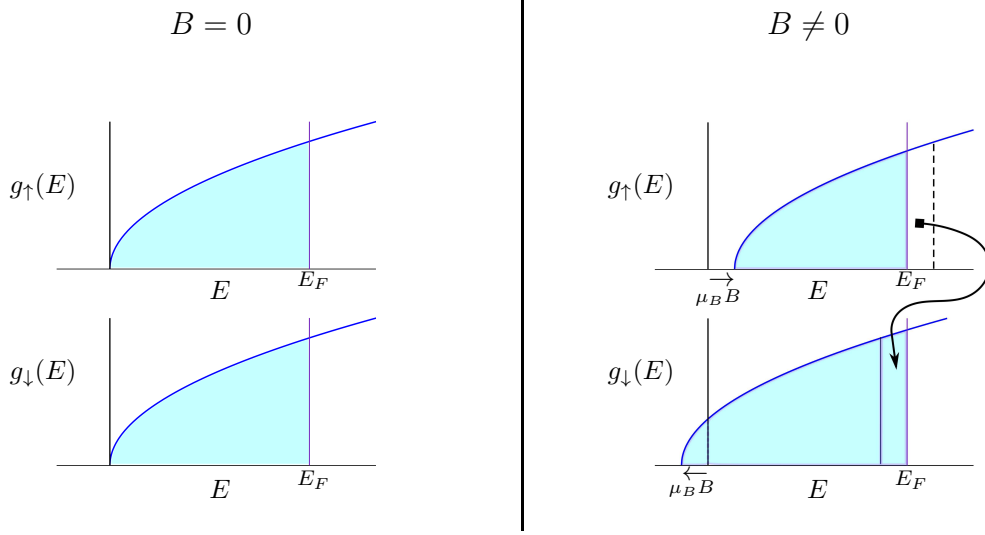 B = 0
g↑(E)
E
E_F
g↓(E)
E
E_F
B ≠ 0
g↑(E)
μ_B B
→
E
E_F
g↓(E)
μ_B B
←
E
E_F